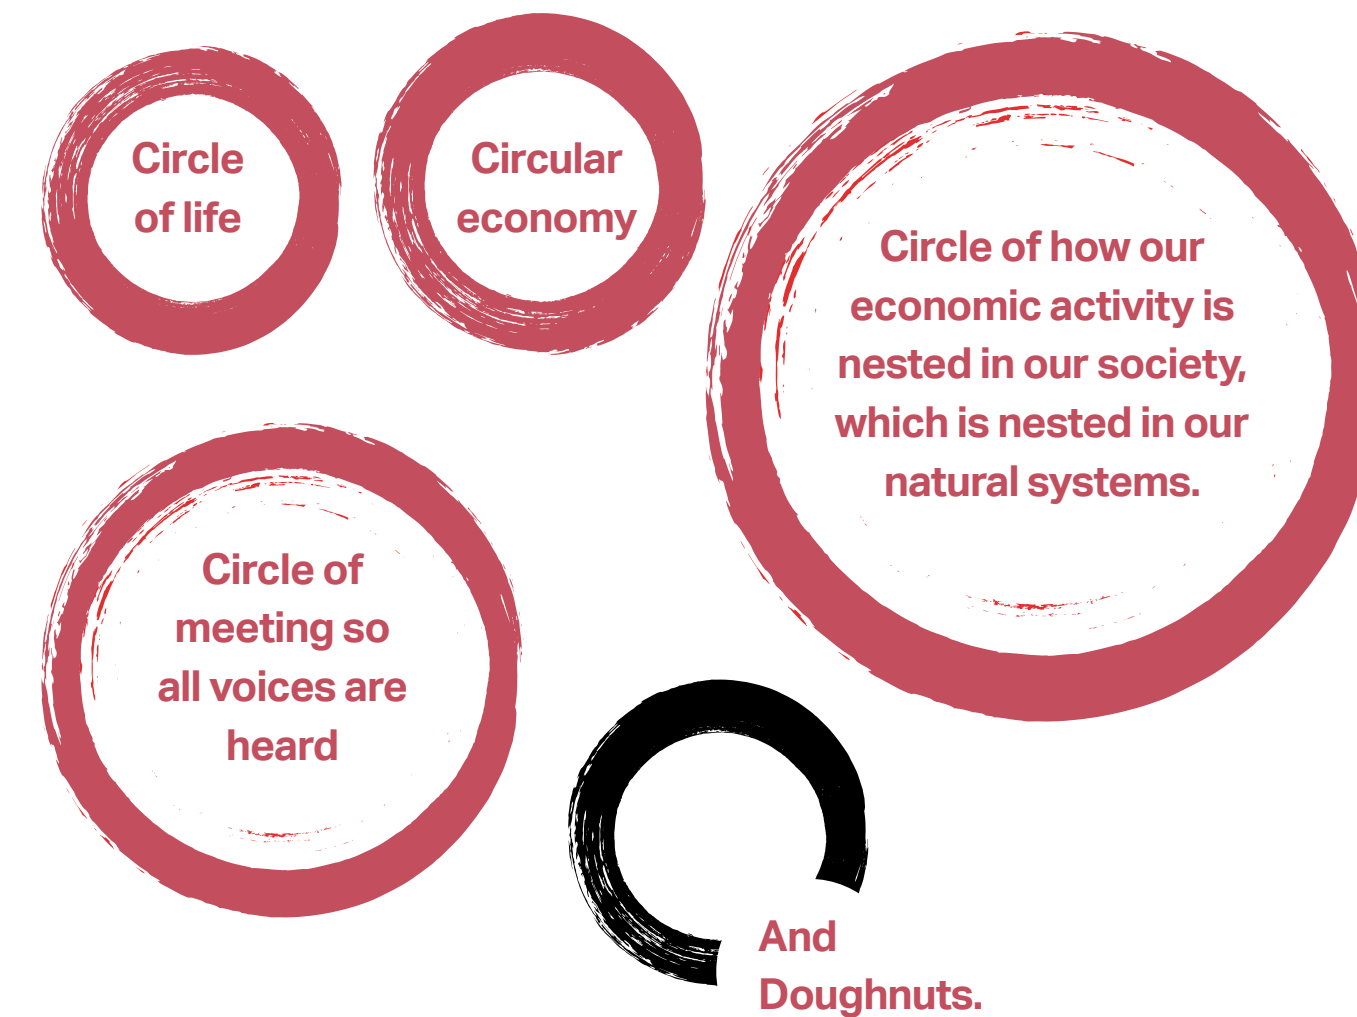 Circle
of life
Circular
economy
Circle of how our
economic activity is
nested in our society,
which is nested in our
natural systems.
Circle of
meeting so
all voices are
heard
And
Doughnuts.